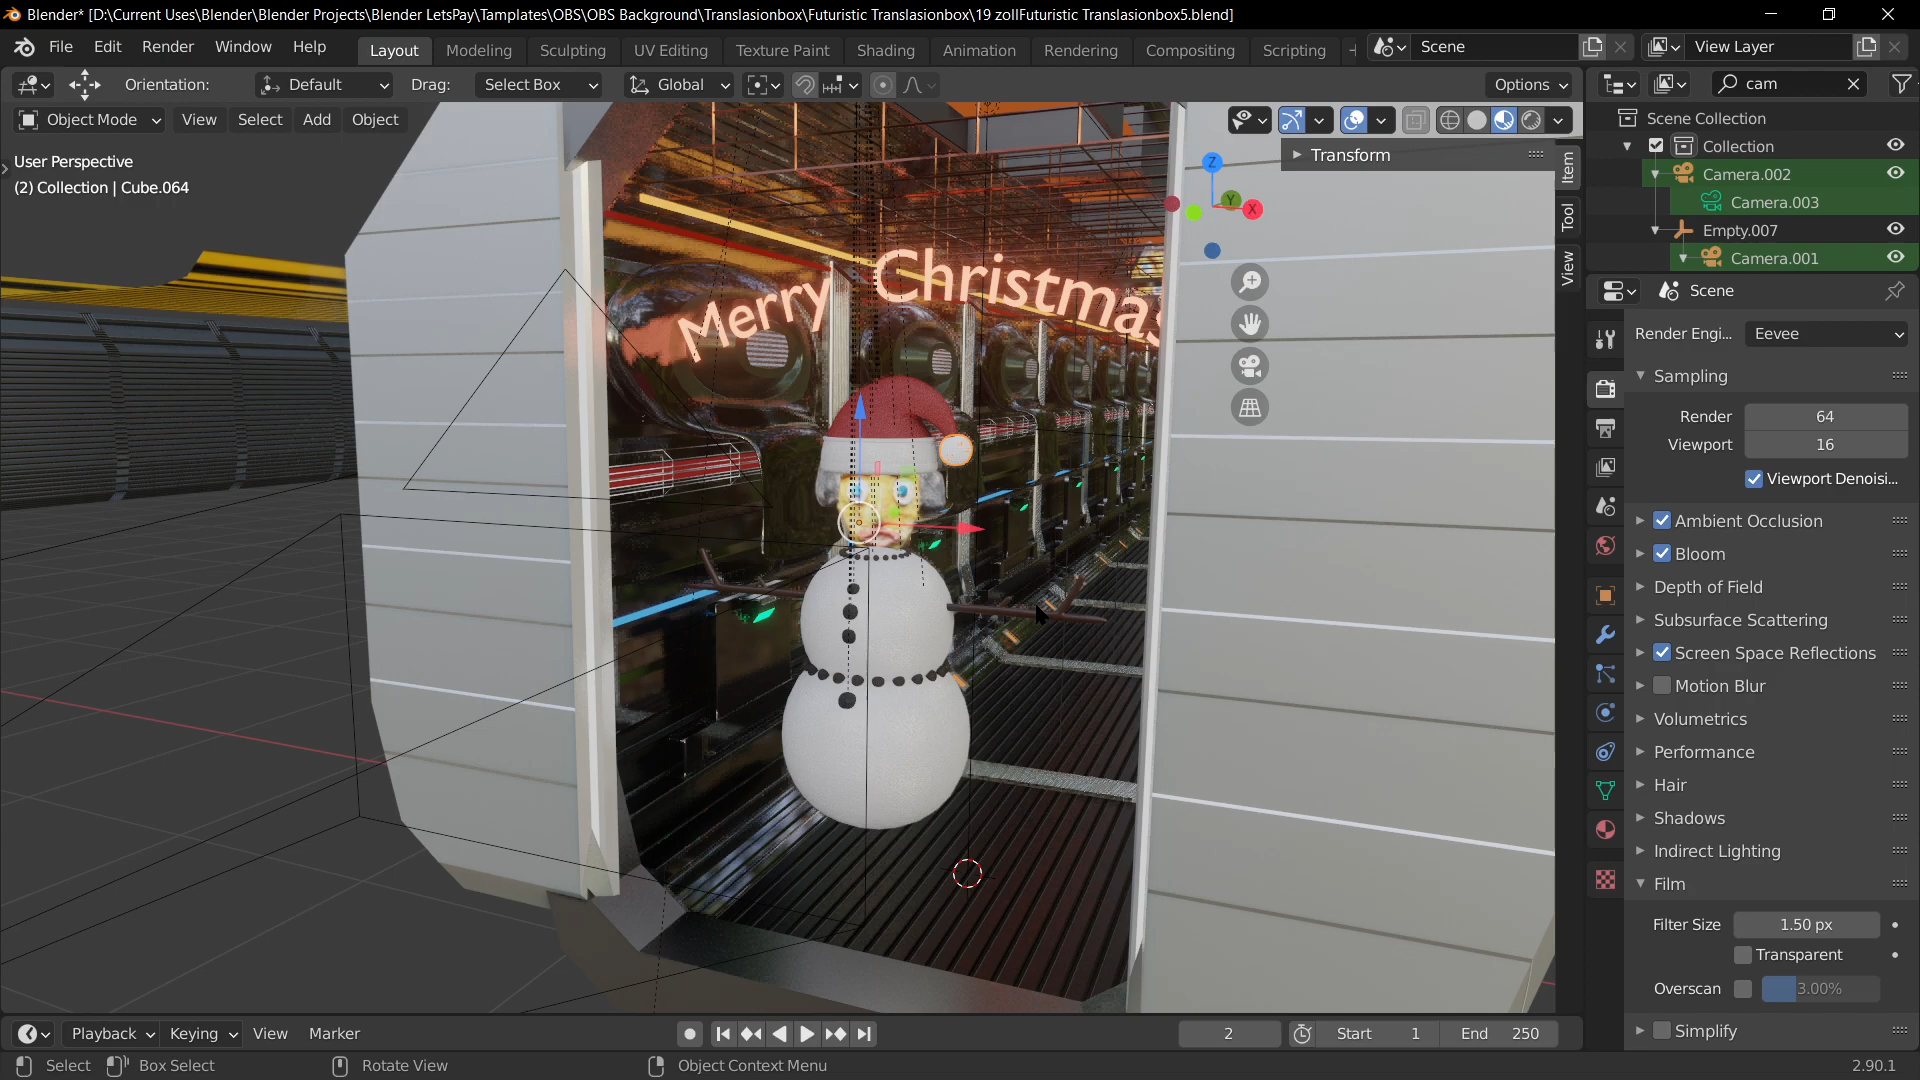 Blender* [D:\Current Uses\Blender\Blender Projects\Blender LetsPay\Tamplates\OBS\OBS Background\Translasionbox\Futuristic Translasionbox\19 zollFuturistic Translasionbox5.blend]
File Edit Render Window Help Layout Modeling Sculpting UV Editing Texture Paint Shading Animation Rendering Compositing Scripting + Scene View Layer
Orientation: Default Drag: Select Box Global Options cam
Object Mode View Select Add Object
User Perspective
(2) Collection | Cube.064
Transform
Item
Tool
View
Z
Y
X
Merry Christmas
Scene Collection
Collection
Camera.002
Camera.003
Empty.007
Camera.001
Scene
Render Engi... Eevee
Sampling
Render 64
Viewport 16
Viewport Denoisi...
Ambient Occlusion
Bloom
Depth of Field
Subsurface Scattering
Screen Space Reflections
Motion Blur
Volumetrics
Performance
Hair
Shadows
Indirect Lighting
Film
Filter Size 1.50 px
Transparent
Overscan 3.00%
Simplify
Playback Keying View Marker 2 Start 1 End 250
Select Box Select Rotate View Object Context Menu 2.90.1